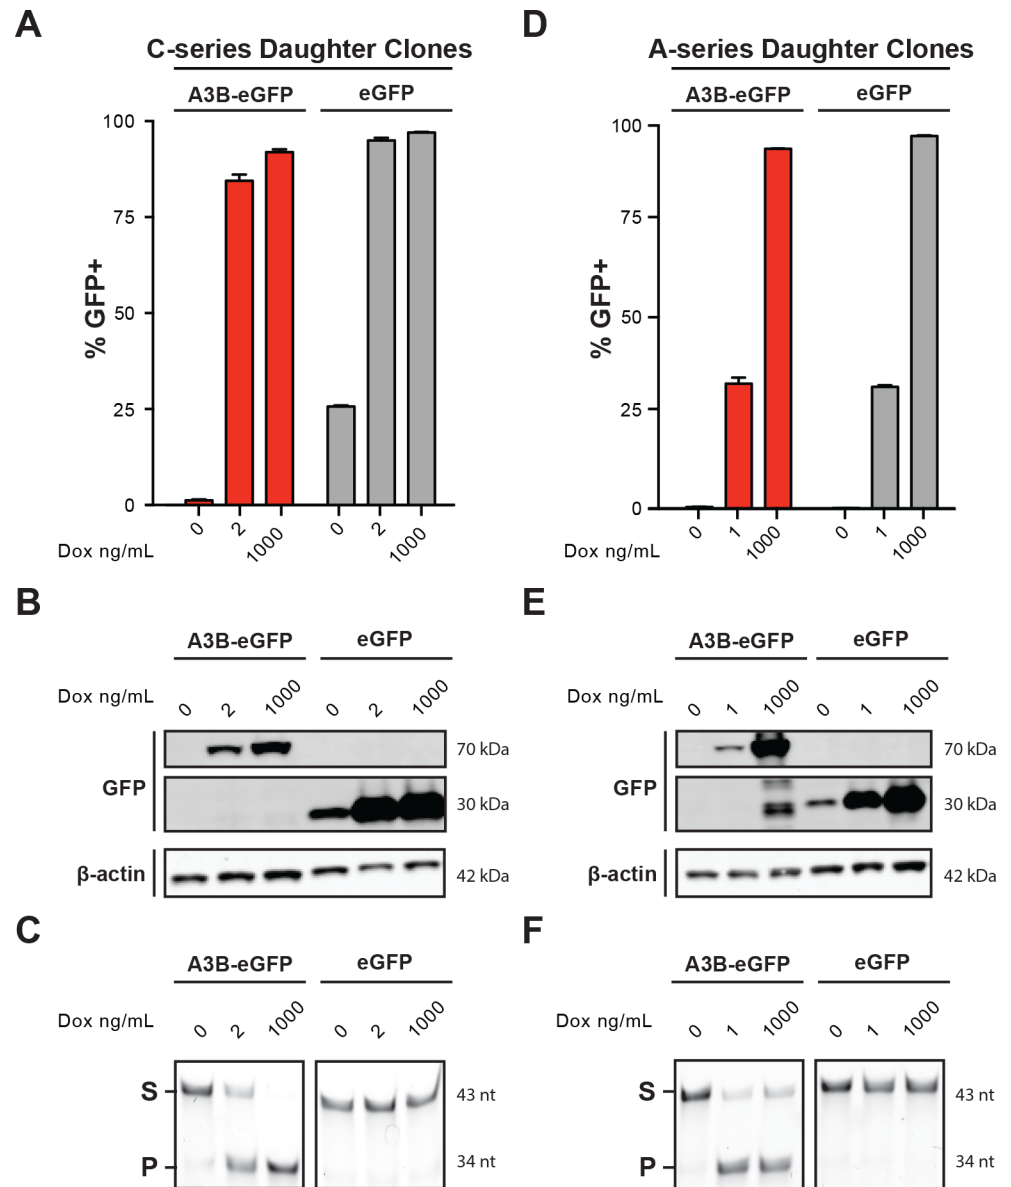 A
C-series Daughter Clones
A3B-eGFP eGFP
100
75
50
25
0
% GFP+
0 2 1000 0 2 1000
Dox ng/mL
D
A-series Daughter Clones
A3B-eGFP eGFP
100
75
50
25
0
% GFP+
0 1 1000 0 1 1000
Dox ng/mL
B
A3B-eGFP eGFP
Dox ng/mL 0 2 1000 0 2 1000
GFP
70 kDa
30 kDa
β-actin 42 kDa
E
A3B-eGFP eGFP
Dox ng/mL 0 1 1000 0 1 1000
GFP
70 kDa
30 kDa
β-actin 42 kDa
C
A3B-eGFP eGFP
Dox ng/mL 0 2 1000 0 2 1000
S 43 nt
P 34 nt
F
A3B-eGFP eGFP
Dox ng/mL 0 1 1000 0 1 1000
S 43 nt
P 34 nt